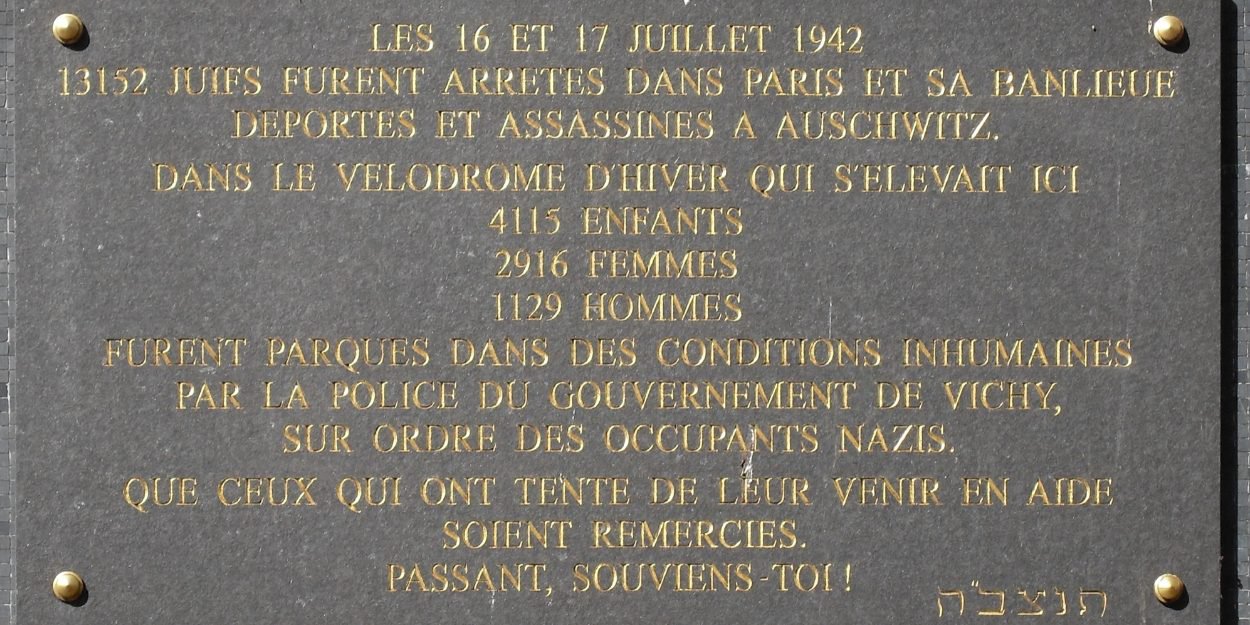 LES 16 ET 17 JUILLET 1942
13152 JUIFS FURENT ARRETES DANS PARIS ET SA BANLIEUE
DEPORTES ET ASSASSINES A AUSCHWITZ.
DANS LE VELODROME D'HIVER QUI S'ELEVAIT ICI
4115 ENFANTS
2916 FEMMES
1129 HOMMES
FURENT PARQUES DANS DES CONDITIONS INHUMAINES
PAR LA POLICE DU GOUVERNEMENT DE VICHY,
SUR ORDRE DES OCCUPANTS NAZIS.
QUE CEUX QUI ONT TENTE DE LEUR VENIR EN AIDE
SOIENT REMERCIES.
PASSANT, SOUVIENS-TOI !
תנצב"ה